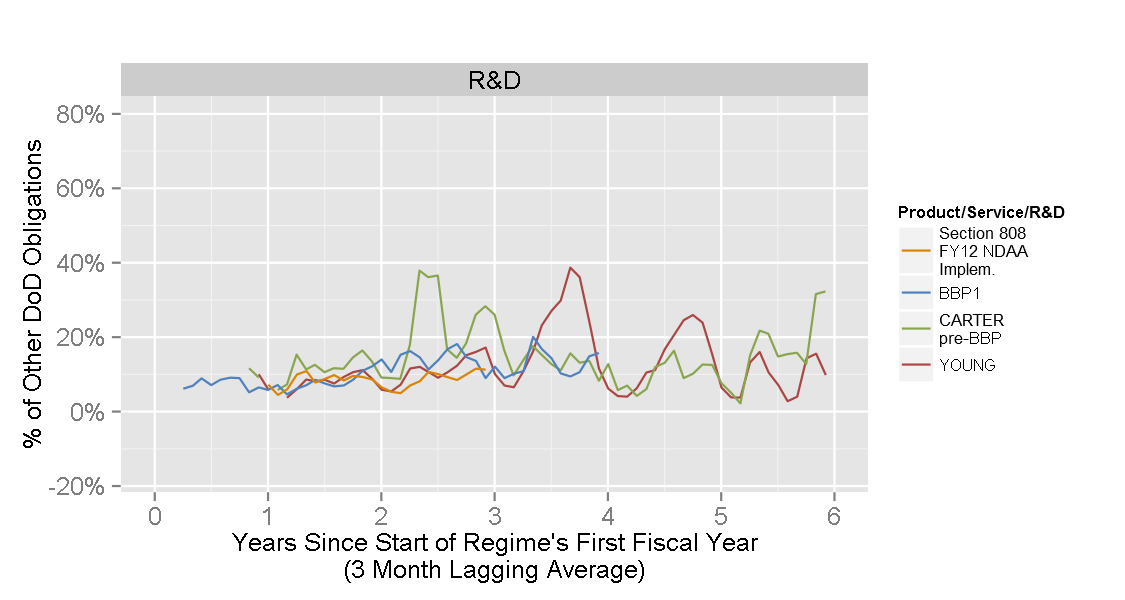 R&D
% of Other DoD Obligations
80%
60%
40%
20%
0%
-20%
0 1 2 3 4 5 6
Years Since Start of Regime's First Fiscal Year
(3 Month Lagging Average)
Product/Service/R&D
Section 808
FY12 NDAA
Implem.
BBP1
CARTER
pre-BBP
YOUNG